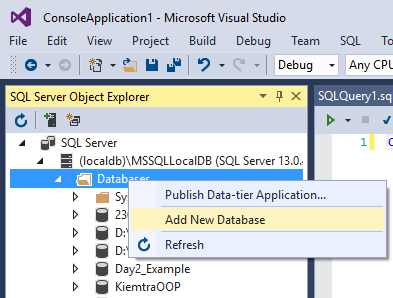 ConsoleApplication1 - Microsoft Visual Studio
File Edit View Project Build Debug Team SQL
Debug Any CPU
SQL Server Object Explorer
SQLQuery1.sq
1
SQL Server
(localdb)\MSSQLLocalDB (SQL Server 13.0.
Databases
Publish Data-tier Application...
Sy
Add New Database
23
D:\
Refresh
D:\
Day2_Example
KiemtraOOP